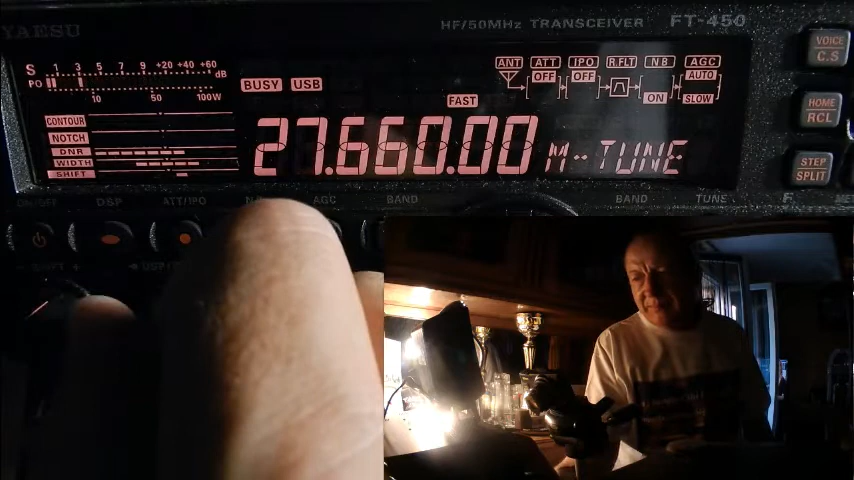 YAESU
HF/50MHz TRANSCEIVER FT-450
VOICE
C.S
S 1 3 5 7 9 +20 +40 +60 dB
PO
10 50 100W
BUSY USB
FAST
ANT ATT IPO R.FLT NB AGC
OFF OFF AUTO
ON SLOW
HOME
RCL
CONTOUR
NOTCH
DNR
WIDTH
SHIFT
27.660.00 M-TUNE
STEP
SPLIT
ON/OFF DSP ATT/IPO AGC BAND BAND TUNE F